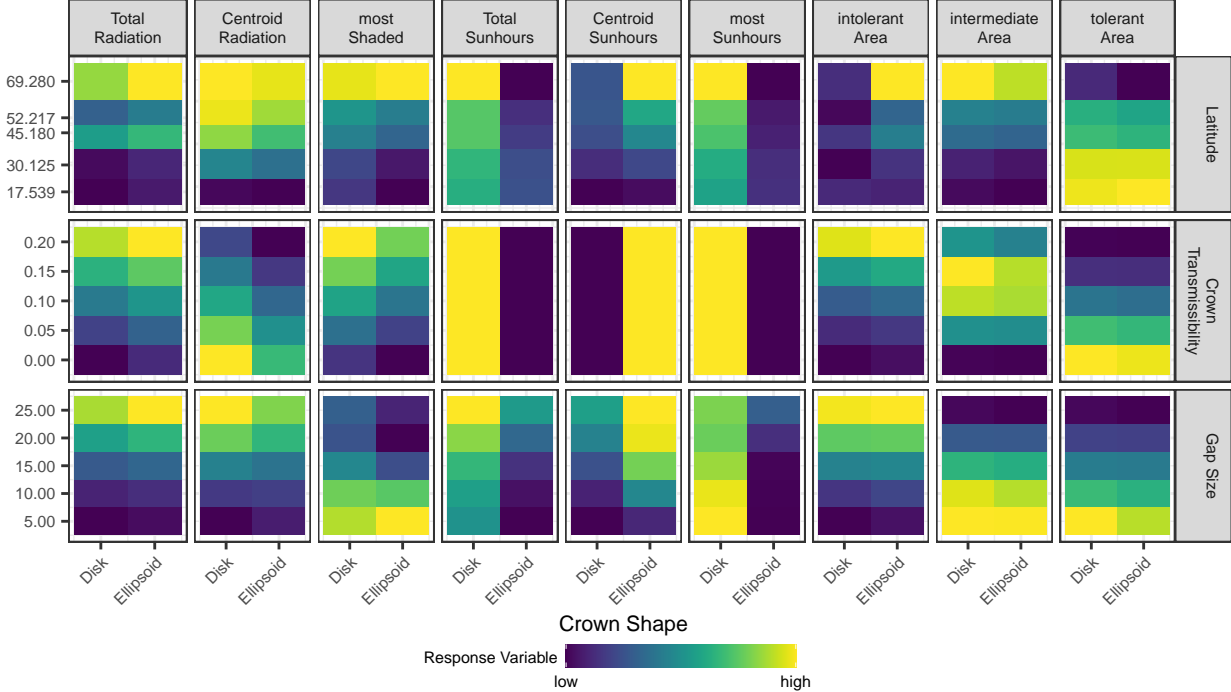 Total
Radiation
Centroid
Radiation
most
Shaded
Total
Sunhours
Centroid
Sunhours
most
Sunhours
intolerant
Area
intermediate
Area
tolerant
Area
69.280
52.217
45.180
30.125
17.539
Latitude
0.20
0.15
0.10
0.05
0.00
Crown
Transmissibility
25.00
20.00
15.00
10.00
5.00
Gap Size
Disk
Ellipsoid
Disk
Ellipsoid
Disk
Ellipsoid
Disk
Ellipsoid
Disk
Ellipsoid
Disk
Ellipsoid
Disk
Ellipsoid
Disk
Ellipsoid
Disk
Ellipsoid
Crown Shape
Response Variable
low
high